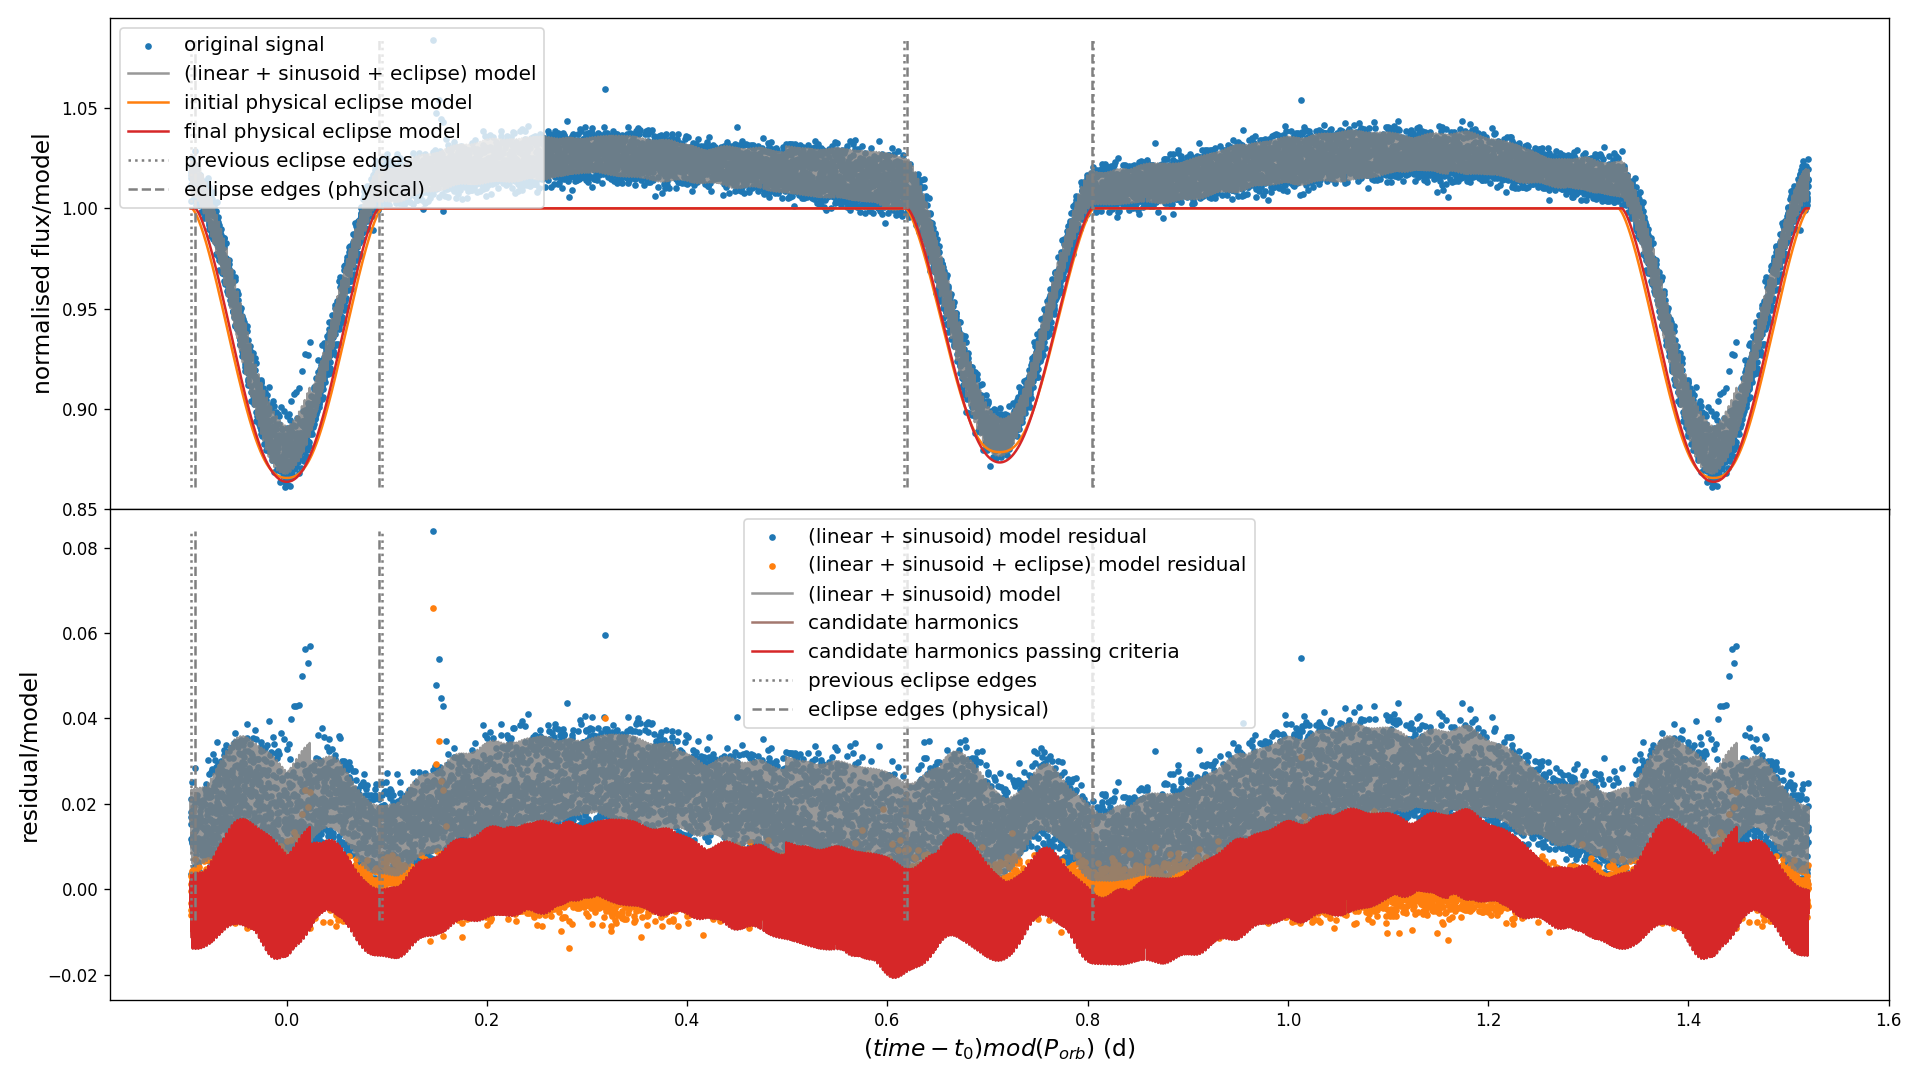 original signal
(linear + sinusoid + eclipse) model
initial physical eclipse model
final physical eclipse model
previous eclipse edges
eclipse edges (physical)
normalised flux/model
1.05
1.00
0.95
0.90
0.85
(linear + sinusoid) model residual
(linear + sinusoid + eclipse) model residual
(linear + sinusoid) model
candidate harmonics
candidate harmonics passing criteria
previous eclipse edges
eclipse edges (physical)
residual/model
0.08
0.06
0.04
0.02
0.00
−0.02
0.0 0.2 0.4 0.6 0.8 1.0 1.2 1.4 1.6
(time − t₀)mod(P_orb) (d)